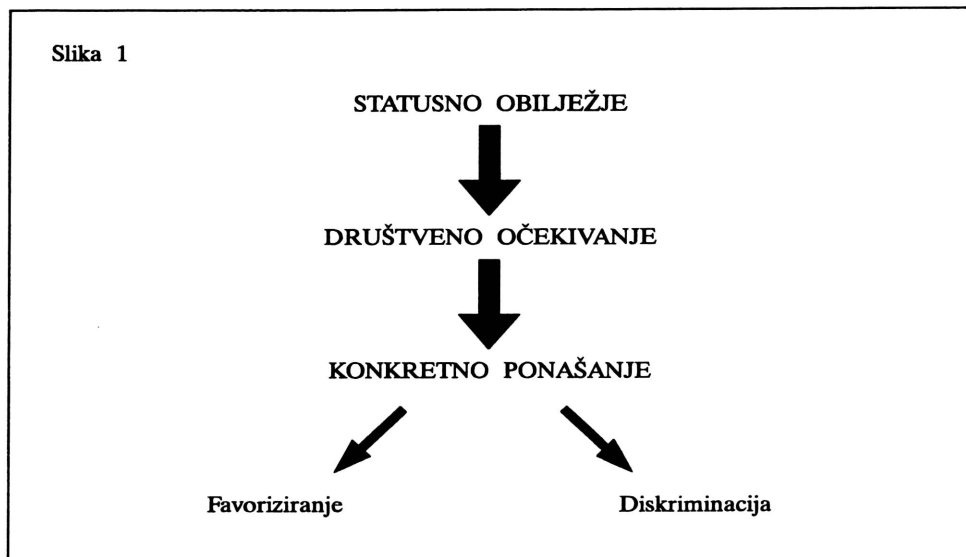 Slika 1
STATUSNO OBILJEŽJE
DRUŠTVENO OČEKIVANJE
KONKRETNO PONAŠANJE
Favoriziranje Diskriminacija